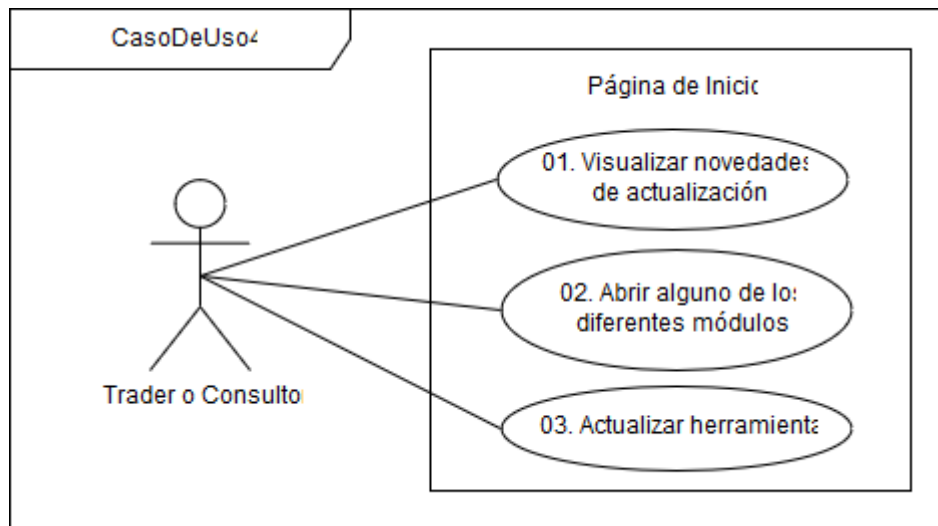 CasoDeUso4
Página de Inicio
01. Visualizar novedades
de actualización
02. Abrir alguno de los
diferentes módulos
Trader o Consultor
03. Actualizar herramienta